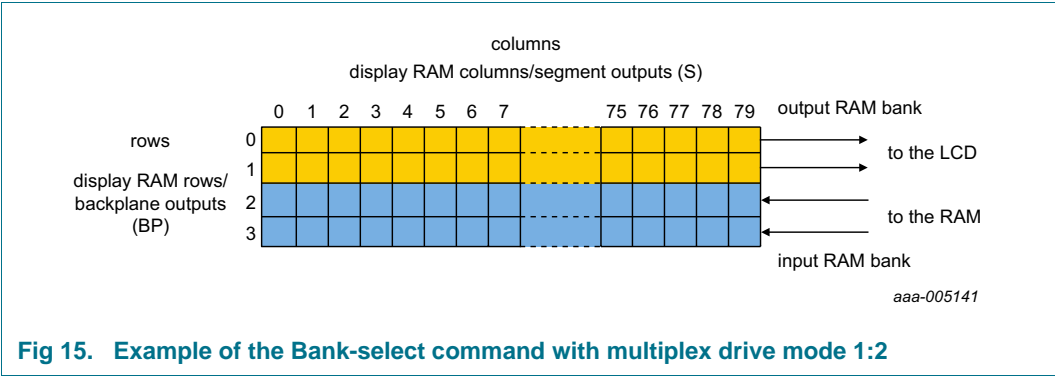 columns
display RAM columns/segment outputs (S)
0 1 2 3 4 5 6 7 75 76 77 78 79 output RAM bank
rows 0
to the LCD
display RAM rows/ 1
backplane outputs 2
(BP) to the RAM
3
input RAM bank
aaa-005141
Fig 15. Example of the Bank-select command with multiplex drive mode 1:2